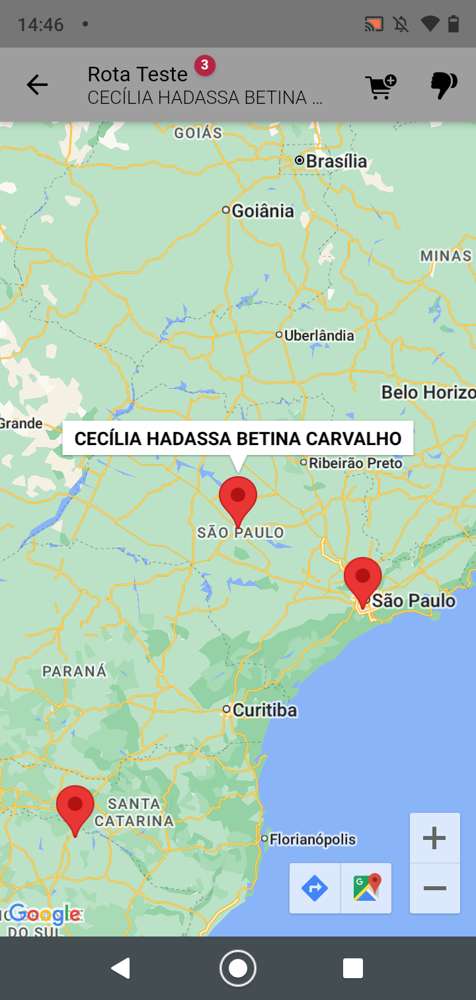 14:46
Rota Teste 3
CECÍLIA HADASSA BETINA ...
GOIÁS
Brasília
Goiânia
MINAS
Uberlândia
Belo Horizo
Grande
CECÍLIA HADASSA BETINA CARVALHO
Ribeirão Preto
SÃO PAULO
São Paulo
PARANÁ
Curitiba
SANTA
CATARINA
Florianópolis
G
Google
DO SUL